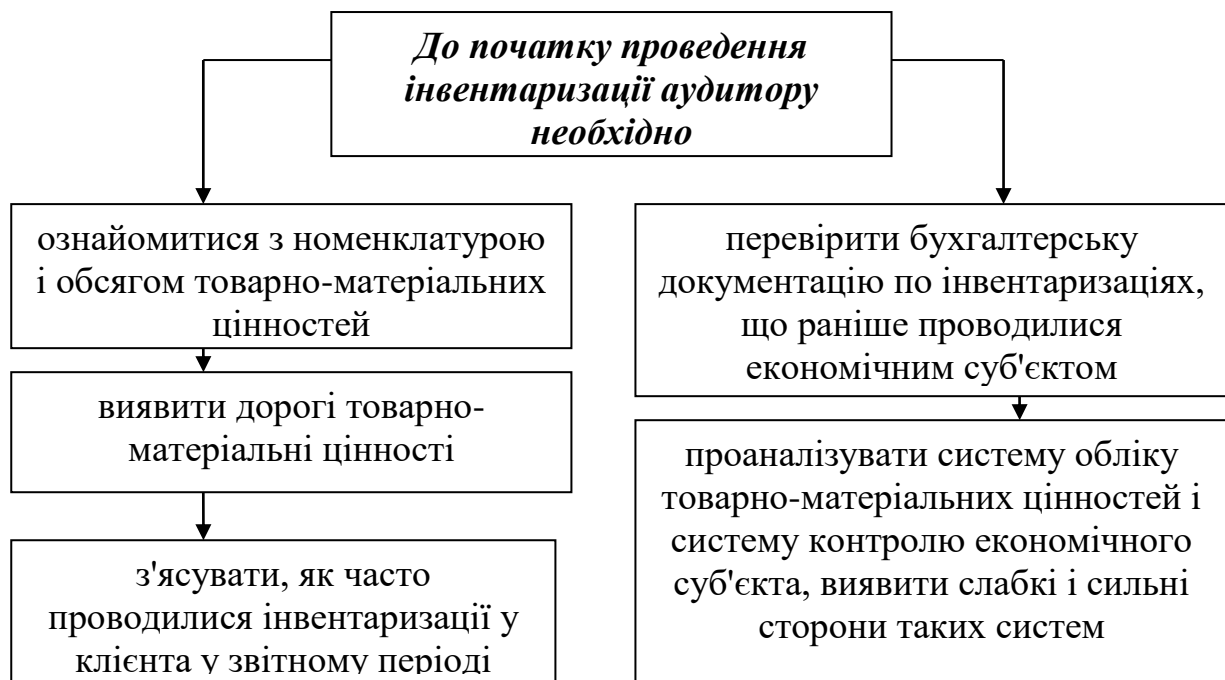 До початку проведення
інвентаризації аудитору
необхідно
ознайомитися з номенклатурою
і обсягом товарно-матеріальних
цінностей
виявити дорогі товарно-
матеріальні цінності
з'ясувати, як часто
проводилися інвентаризації у
клієнта у звітному періоді
перевірити бухгалтерську
документацію по інвентаризаціях,
що раніше проводилися
економічним суб'єктом
проаналізувати систему обліку
товарно-матеріальних цінностей і
систему контролю економічного
суб'єкта, виявити слабкі і сильні
сторони таких систем